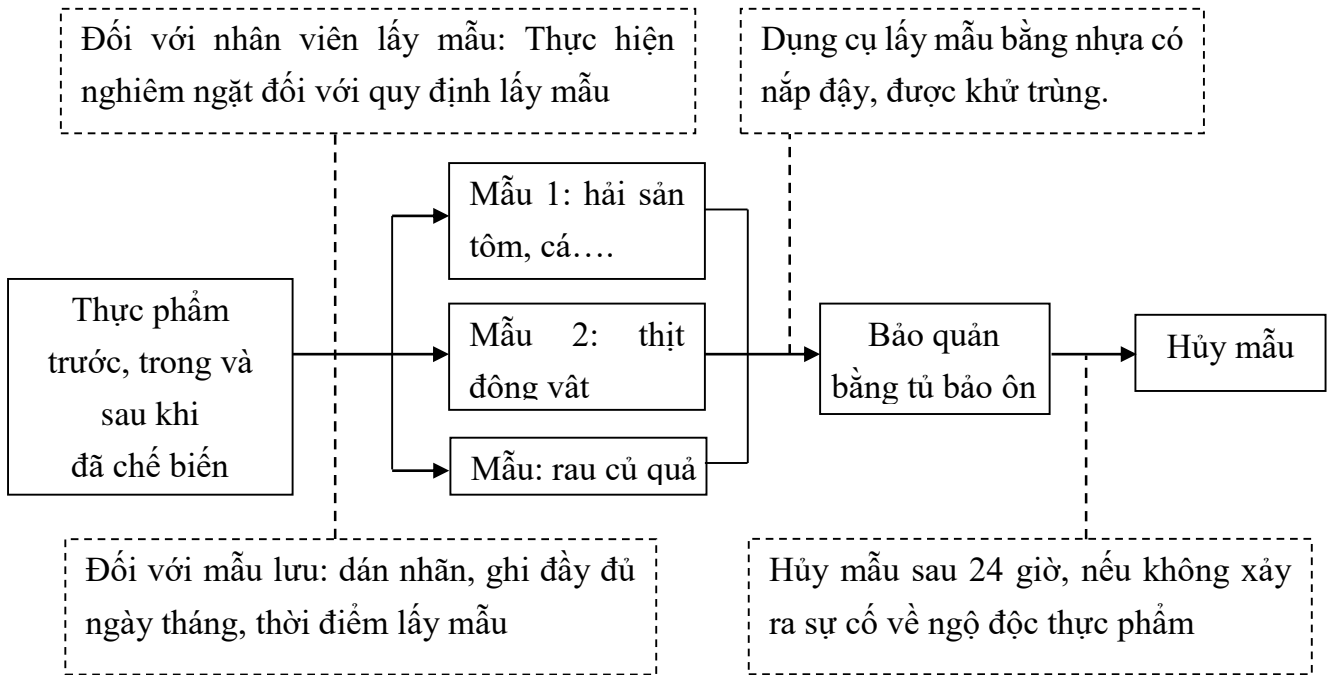 Đối với nhân viên lấy mẫu: Thực hiện
nghiêm ngặt đối với quy định lấy mẫu
Dụng cụ lấy mẫu bằng nhựa có
nắp đậy, được khử trùng.
Mẫu 1: hải sản
tôm, cá….
Thực phẩm
trước, trong và
sau khi
đã chế biến
Mẫu 2: thịt
động vật
Mẫu: rau củ quả
Bảo quản
bằng tủ bảo ôn
Hủy mẫu
Đối với mẫu lưu: dán nhãn, ghi đầy đủ
ngày tháng, thời điểm lấy mẫu
Hủy mẫu sau 24 giờ, nếu không xảy
ra sự cố về ngộ độc thực phẩm